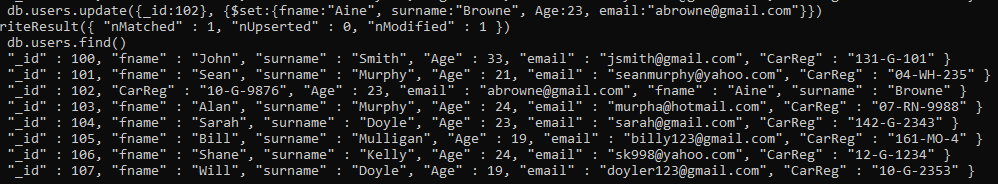 db.users.update({_id:102}, {$set:{fname:"Aine", surname:"Browne", Age:23, email:"abrowne@gmail.com"}})
riteResult({ "nMatched" : 1, "nUpserted" : 0, "nModified" : 1 })
db.users.find()
"_id" : 100, "fname" : "John", "surname" : "Smith", "Age" : 33, "email" : "jsmith@gmail.com", "CarReg" : "131-G-101" }
"_id" : 101, "fname" : "Sean", "surname" : "Murphy", "Age" : 21, "email" : "seanmurphy@yahoo.com", "CarReg" : "04-WH-235" }
"_id" : 102, "CarReg" : "10-G-9876", "Age" : 23, "email" : "abrowne@gmail.com", "fname" : "Aine", "surname" : "Browne" }
"_id" : 103, "fname" : "Alan", "surname" : "Murphy", "Age" : 24, "email" : "murpha@hotmail.com", "CarReg" : "07-RN-9988" }
"_id" : 104, "fname" : "Sarah", "surname" : "Doyle", "Age" : 23, "email" : "sarah@gmail.com", "CarReg" : "142-G-2343" }
"_id" : 105, "fname" : "Bill", "surname" : "Mulligan", "Age" : 19, "email" : "billy123@gmail.com", "CarReg" : "161-MO-4" }
"_id" : 106, "fname" : "Shane", "surname" : "Kelly", "Age" : 24, "email" : "sk998@yahoo.com", "CarReg" : "12-G-1234" }
"_id" : 107, "fname" : "Will", "surname" : "Doyle", "Age" : 19, "email" : "doyler123@gmail.com", "CarReg" : "10-G-2353" }